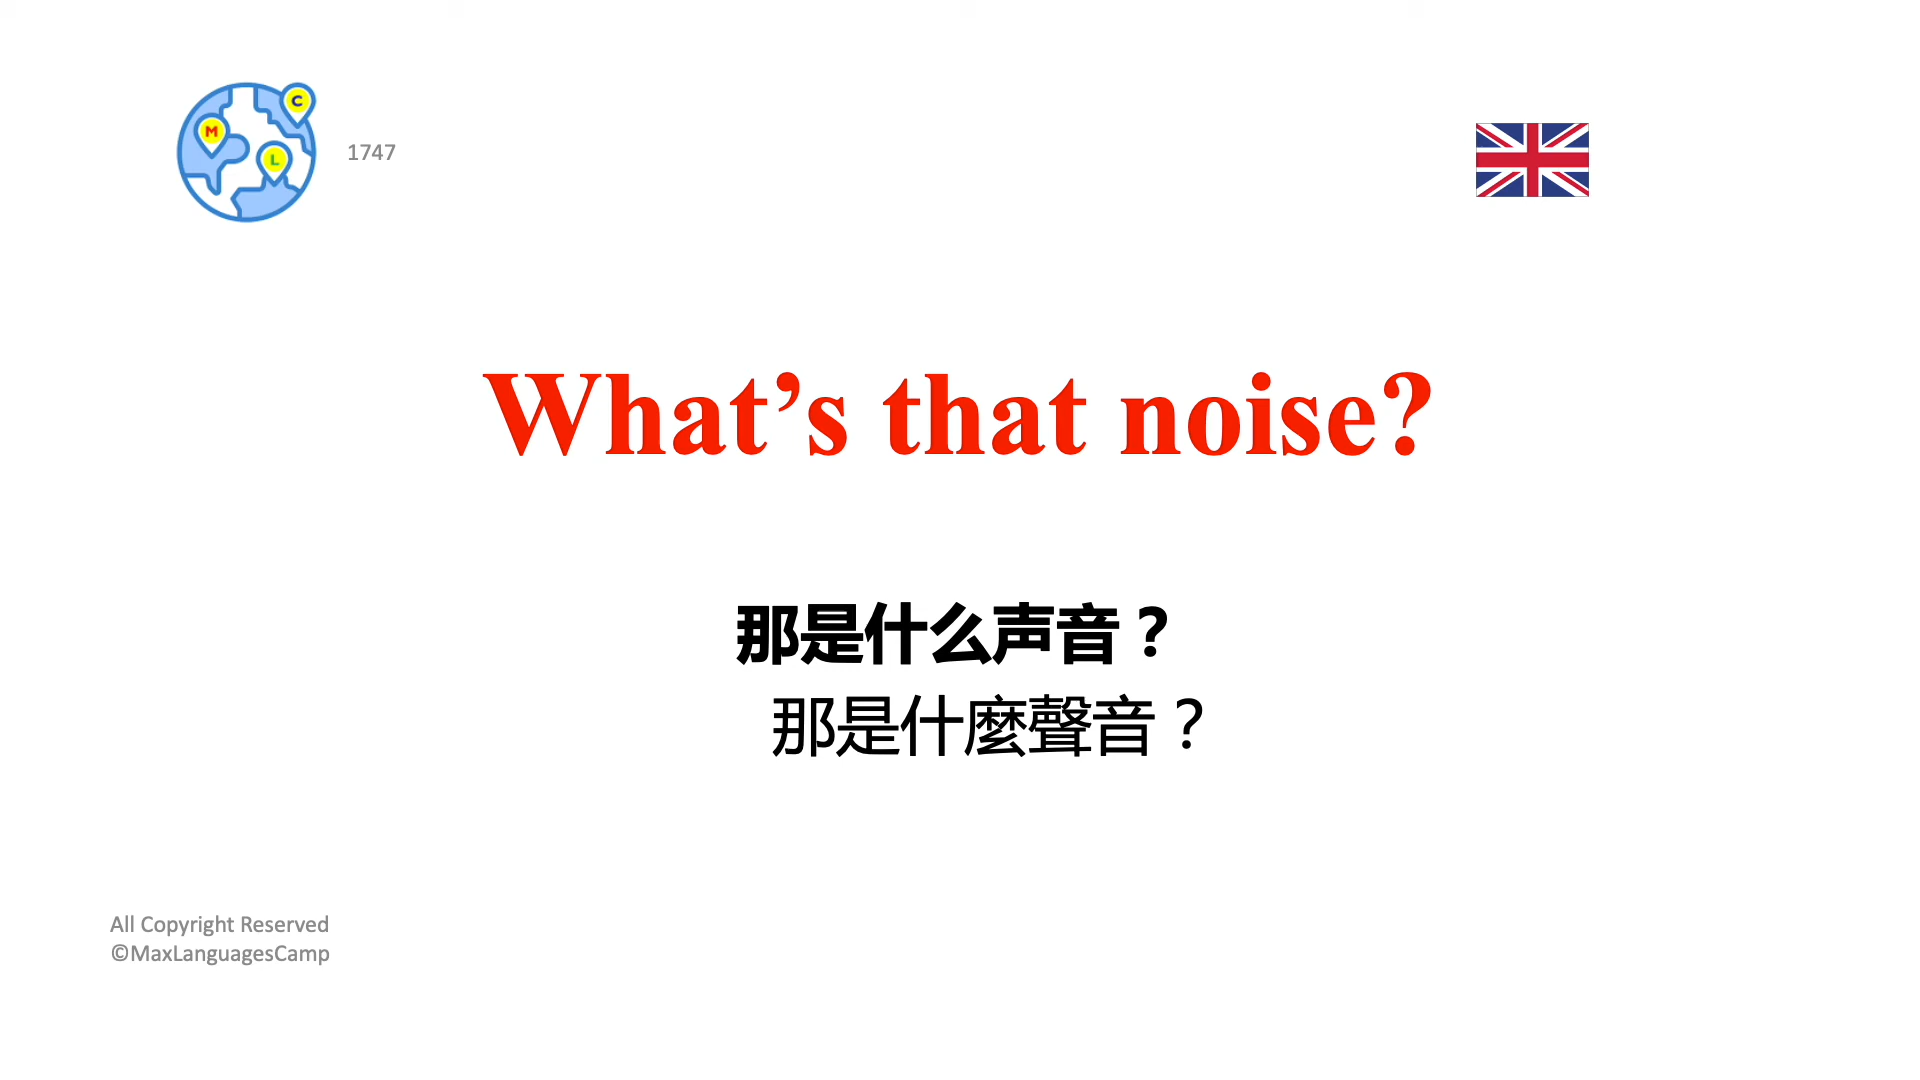 C
M
L
1747
What’s that noise?
那是什么声音？
那是什麼聲音？
All Copyright Reserved
©MaxLanguagesCamp